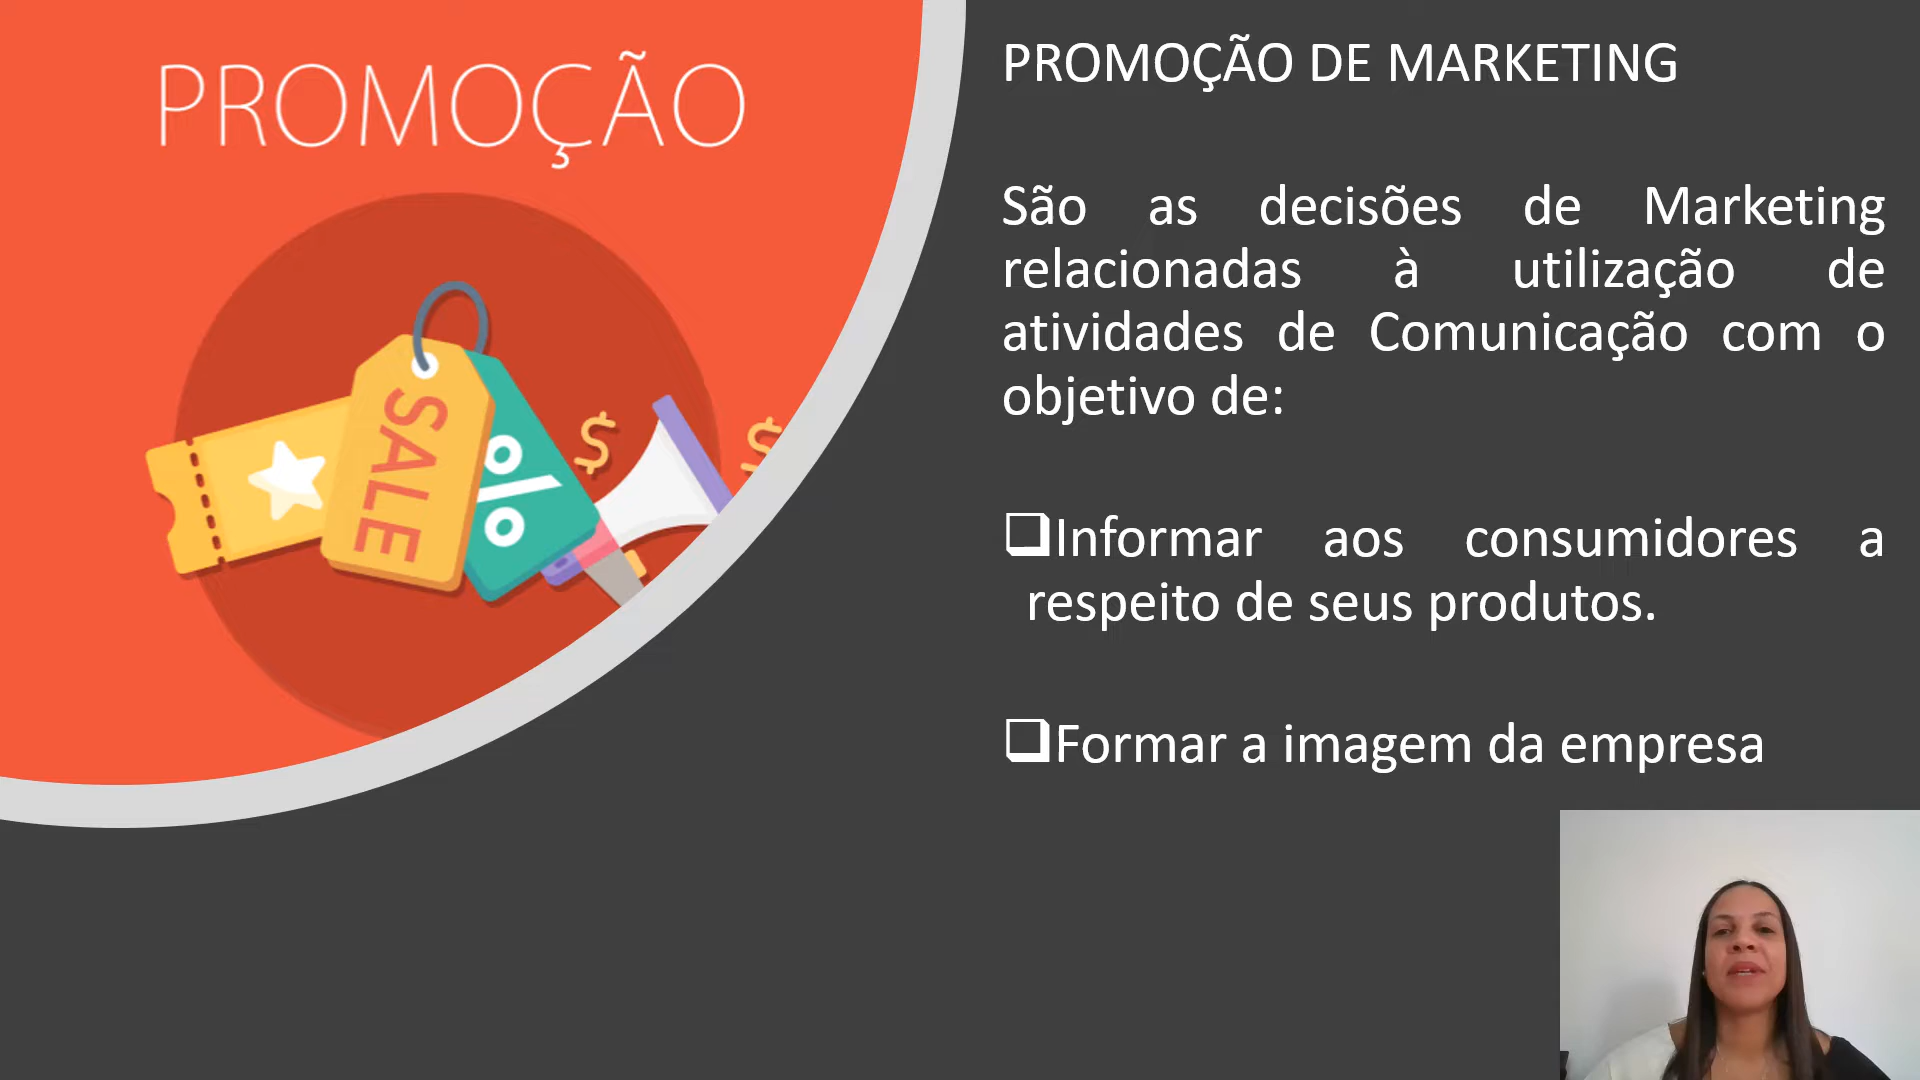 PROMOÇÃO
SALE
%
$
$
PROMOÇÃO DE MARKETING
São as decisões de Marketing
relacionadas à utilização de
atividades de Comunicação com o
objetivo de:
❑Informar aos consumidores a
respeito de seus produtos.
❑Formar a imagem da empresa